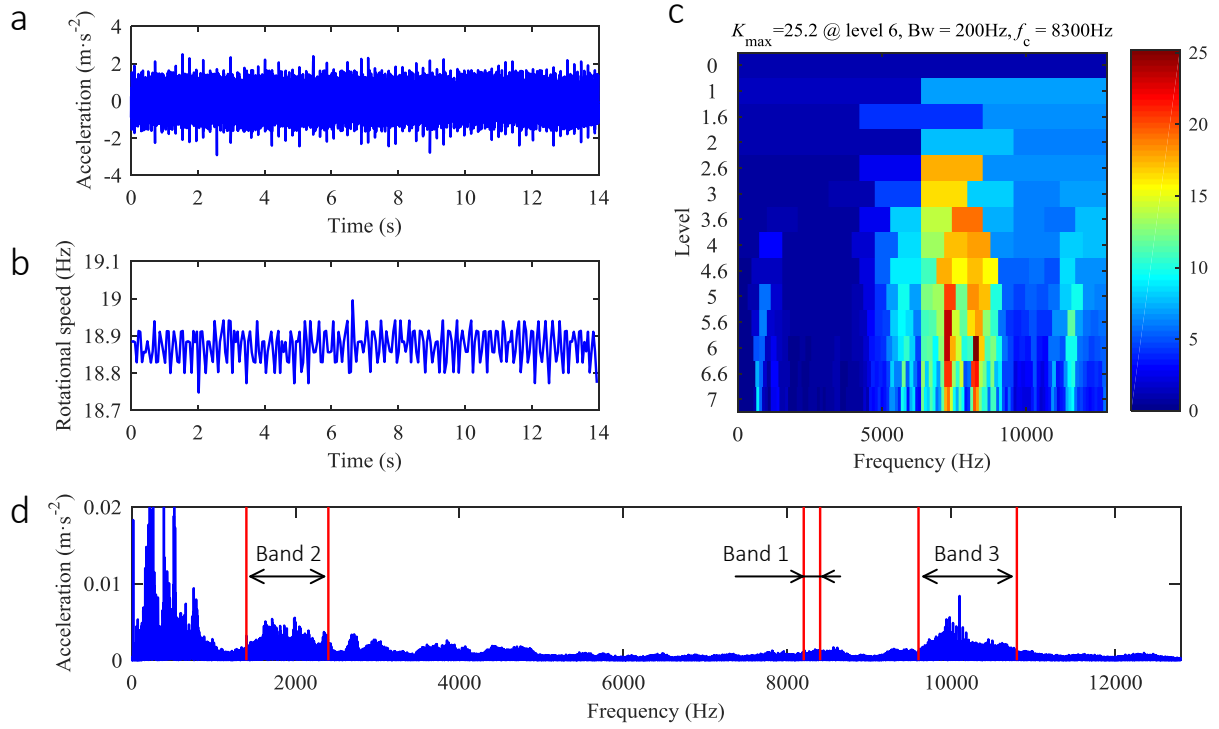 a
Acceleration (m·s⁻²)
4
2
0
-2
-4
0 2 4 6 8 10 12 14
Time (s)
b
Rotational speed (Hz)
19.1
19
18.9
18.8
18.7
0 2 4 6 8 10 12 14
Time (s)
c
K_max=25.2 @ level 6, Bw = 200Hz, f_c = 8300Hz
Level
0
1
1.6
2
2.6
3
3.6
4
4.6
5
5.6
6
6.6
7
0 5000 10000
Frequency (Hz)
25
20
15
10
5
0
d
Acceleration (m·s⁻²)
0.02
0.01
0
Band 2
Band 1
Band 3
0 2000 4000 6000 8000 10000 12000
Frequency (Hz)